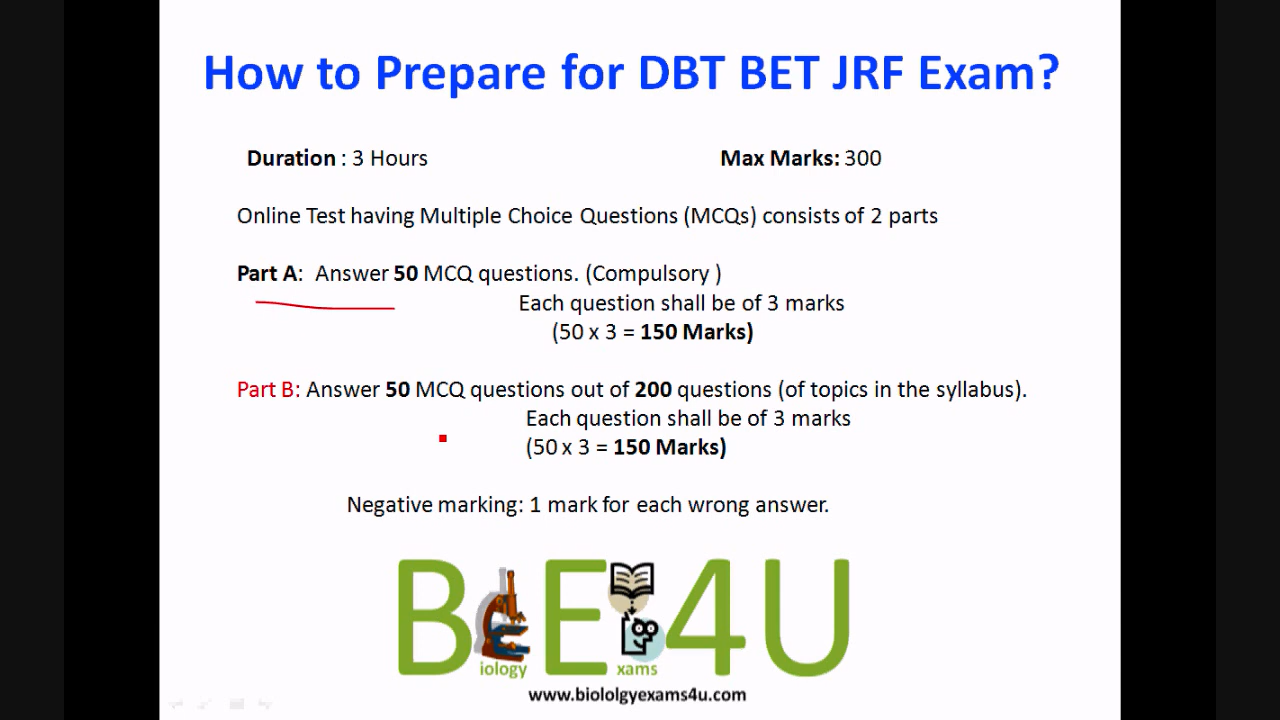 How to Prepare for DBT BET JRF Exam?
Duration : 3 Hours
Max Marks: 300
Online Test having Multiple Choice Questions (MCQs) consists of 2 parts
Part A:  Answer 50 MCQ questions. (Compulsory )
Each question shall be of 3 marks
(50 x 3 = 150 Marks)
Part B: Answer 50 MCQ questions out of 200 questions (of topics in the syllabus).
Each question shall be of 3 marks
(50 x 3 = 150 Marks)
Negative marking: 1 mark for each wrong answer.
B E 4U
iology xams
www.biololgyexams4u.com